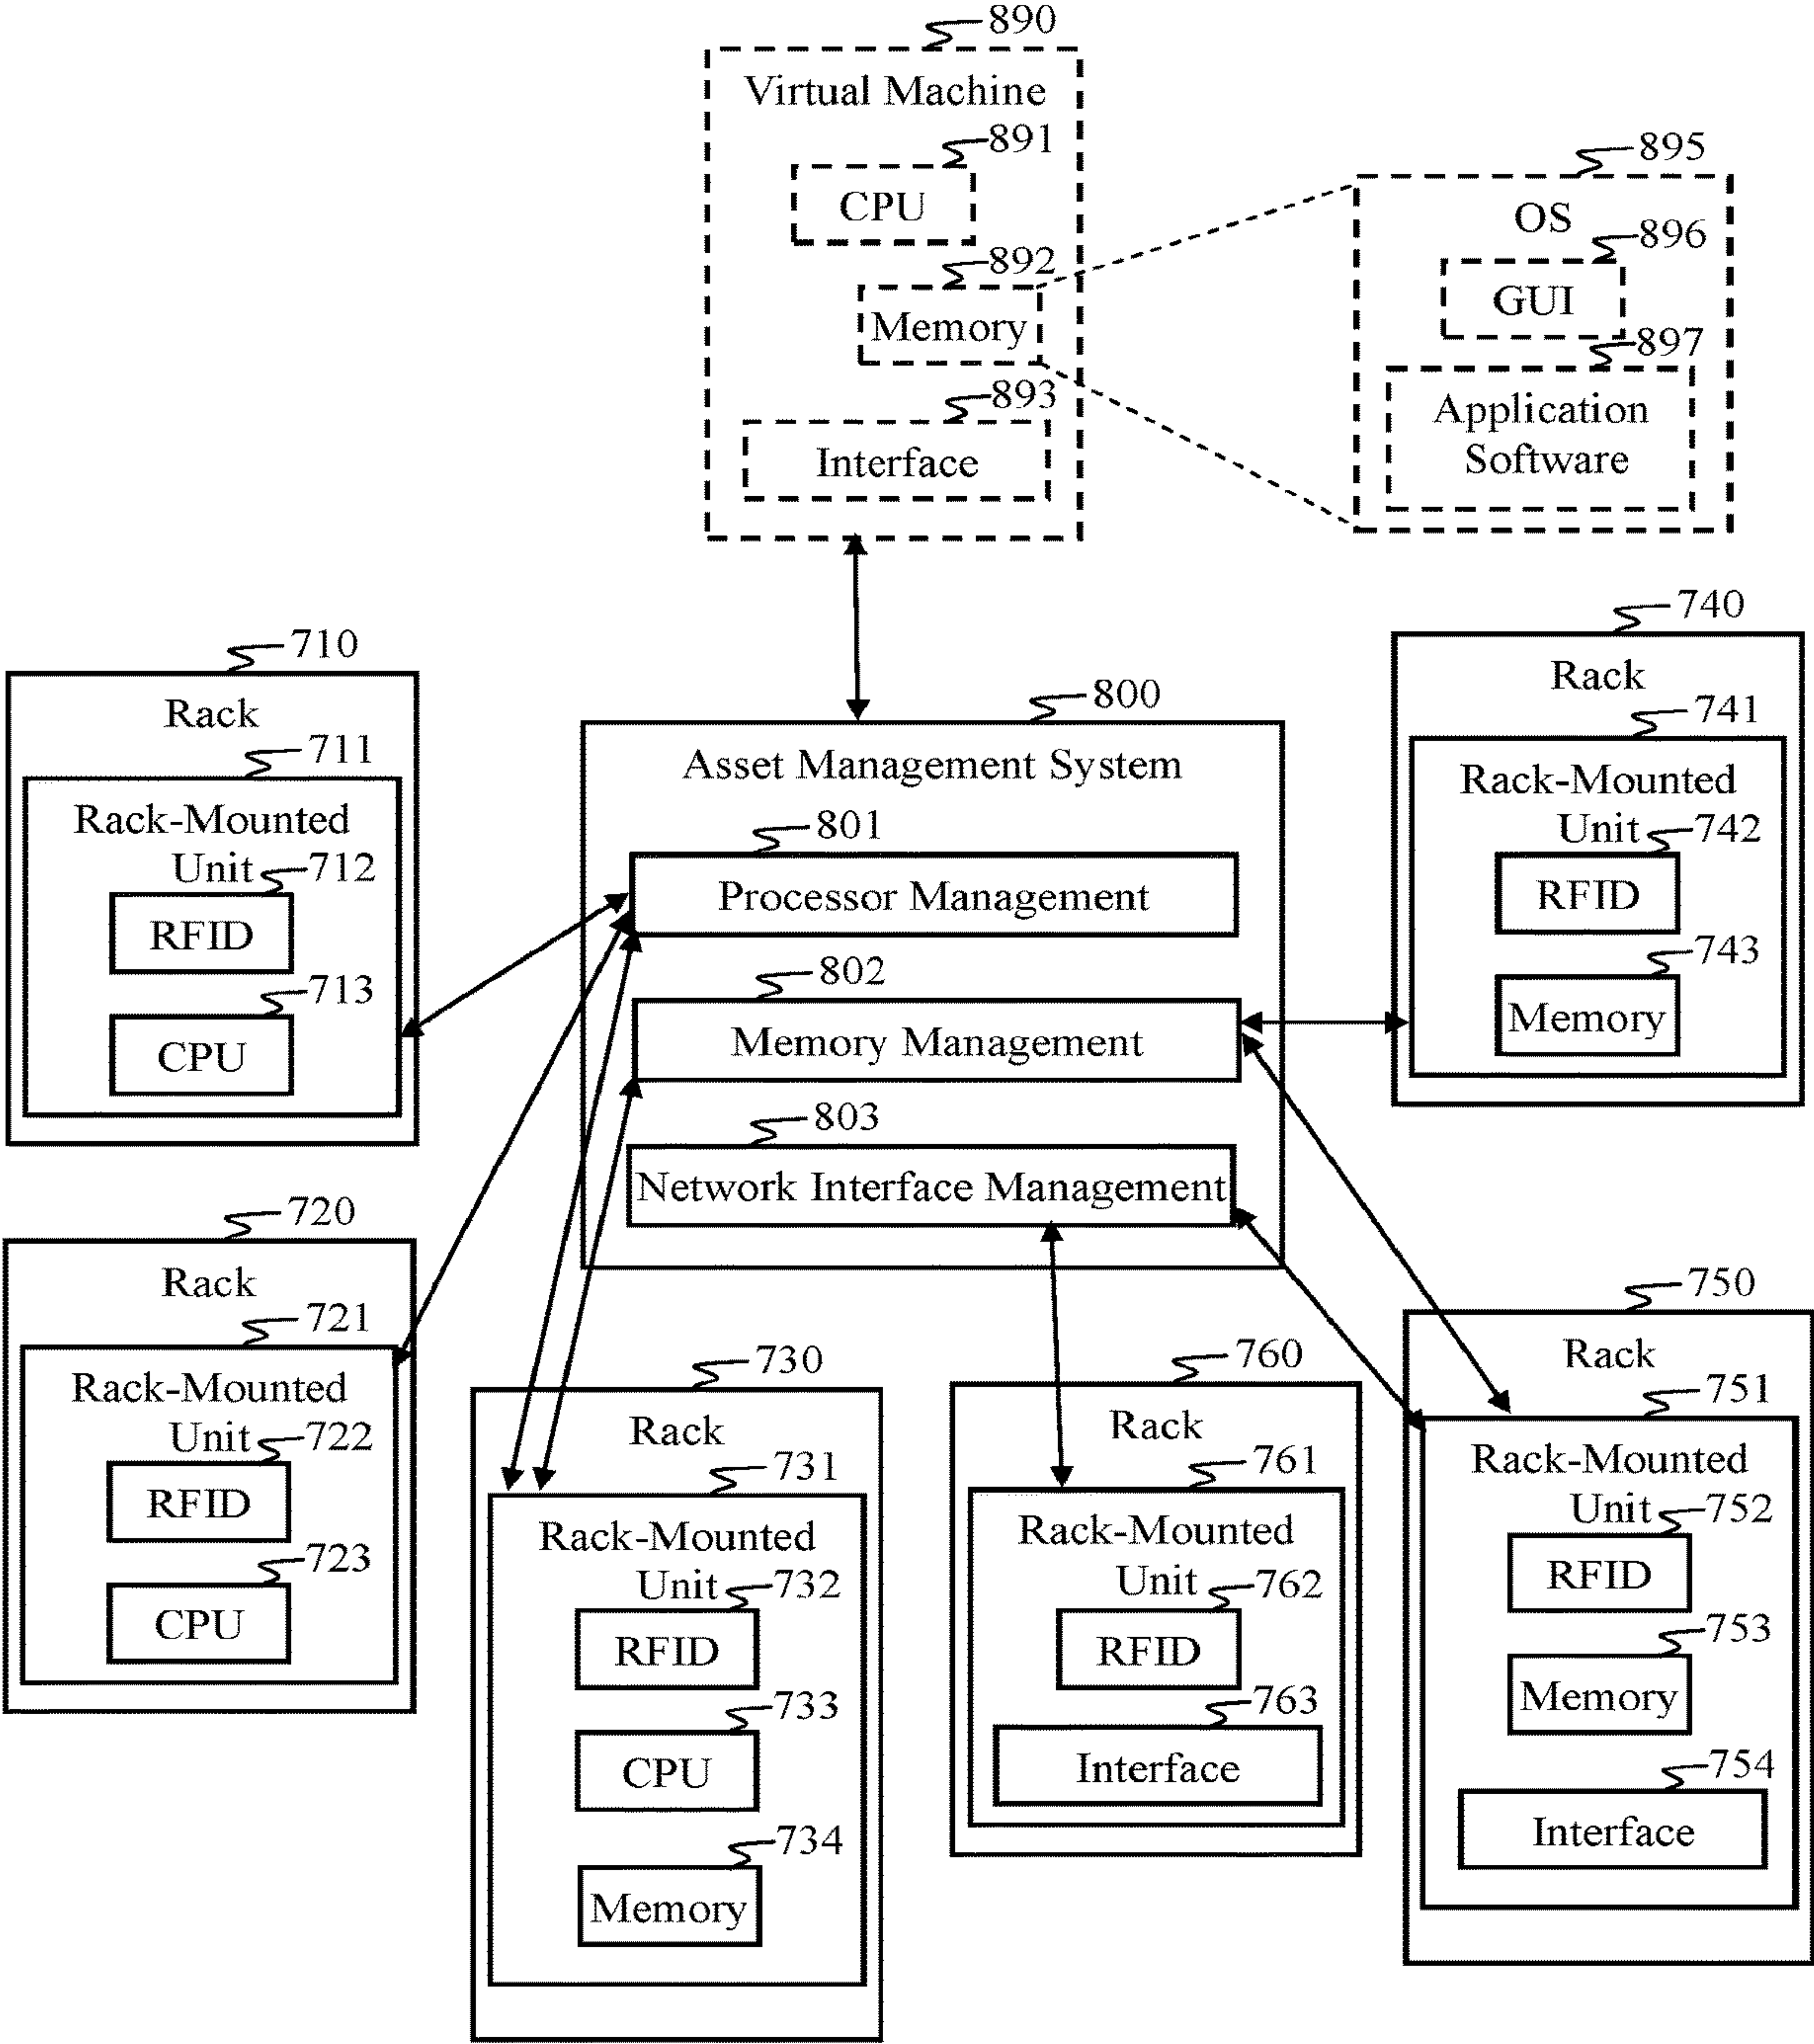 890
Virtual Machine
891
CPU
892
Memory
893
Interface
895
OS
896
GUI
897
Application
Software
710
Rack
711
Rack-Mounted
Unit
712
RFID
713
CPU
720
Rack
721
Rack-Mounted
Unit
722
RFID
723
CPU
800
Asset Management System
801
Processor Management
802
Memory Management
803
Network Interface Management
740
Rack
741
Rack-Mounted
Unit
742
RFID
743
Memory
730
Rack
731
Rack-Mounted
Unit
732
RFID
733
CPU
734
Memory
760
Rack
761
Rack-Mounted
Unit
762
RFID
763
Interface
750
Rack
751
Rack-Mounted
Unit
752
RFID
753
Memory
754
Interface